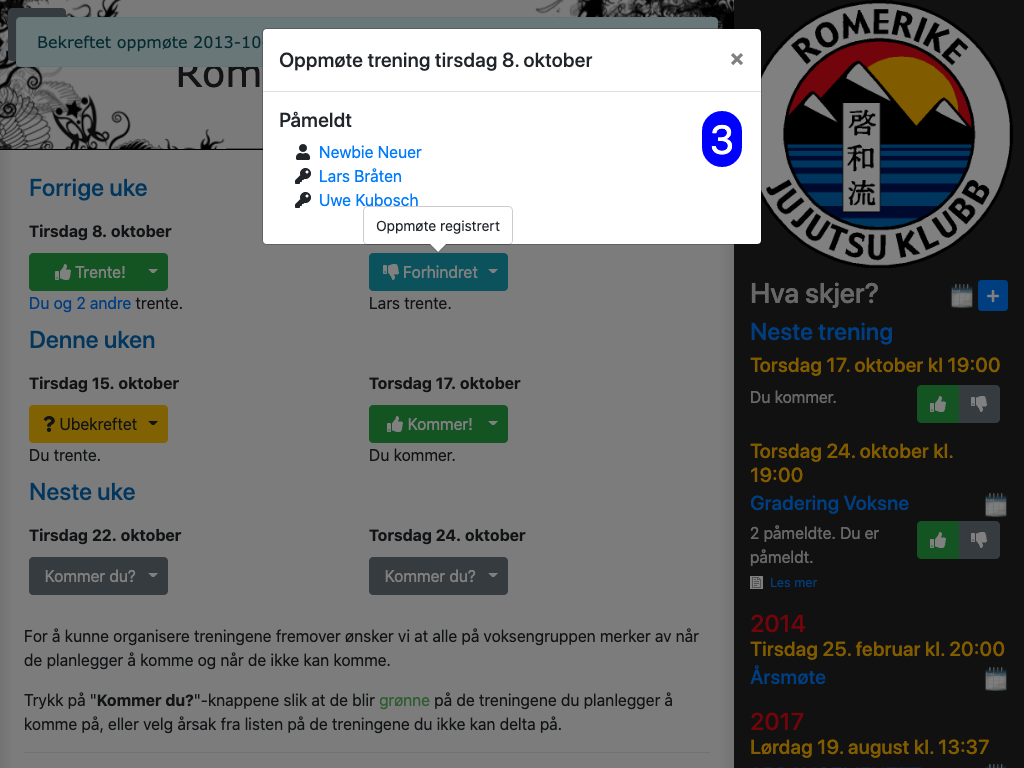 Bekreftet oppmøte 2013-10
Rom
Oppmøte trening tirsdag 8. oktober
×
Påmeldt
3
Newbie Neuer
Lars Bråten
Uwe Kubosch
Oppmøte registrert
Forrige uke
Tirsdag 8. oktober
Trente!
Forhindret
Du og 2 andre trente.
Lars trente.
Denne uken
Tirsdag 15. oktober
Torsdag 17. oktober
? Ubekreftet
Kommer!
Du trente.
Du kommer.
Neste uke
Tirsdag 22. oktober
Torsdag 24. oktober
Kommer du?
Kommer du?
For å kunne organisere treningene fremover ønsker vi at alle på voksengruppen merker av når
de planlegger å komme og når de ikke kan komme.
Trykk på "Kommer du?"-knappene slik at de blir grønne på de treningene du planlegger å
komme på, eller velg årsak fra listen på de treningene du ikke kan delta på.
ROMERIKE
啓和流
JUJUTSU KLUBB
Hva skjer?
+
Neste trening
Torsdag 17. oktober kl 19:00
Du kommer.
Torsdag 24. oktober kl.
19:00
Gradering Voksne
2 påmeldte. Du er
påmeldt.
Les mer
2014
Tirsdag 25. februar kl. 20:00
Årsmøte
2017
Lørdag 19. august kl. 13:37